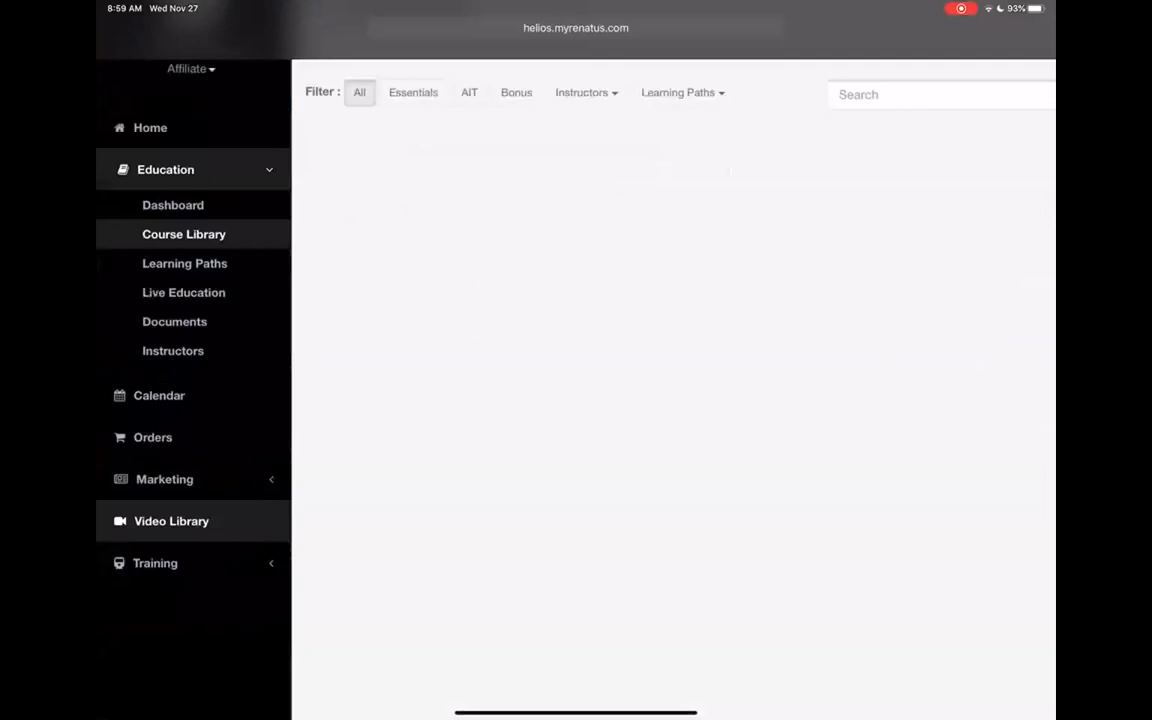 8:59 AM Wed Nov 27
93%
helios.myrenatus.com
Affiliate
Filter : All Essentials AIT Bonus Instructors Learning Paths Search
Home
Education
Dashboard
Course Library
Learning Paths
Live Education
Documents
Instructors
Calendar
Orders
Marketing
Video Library
Training